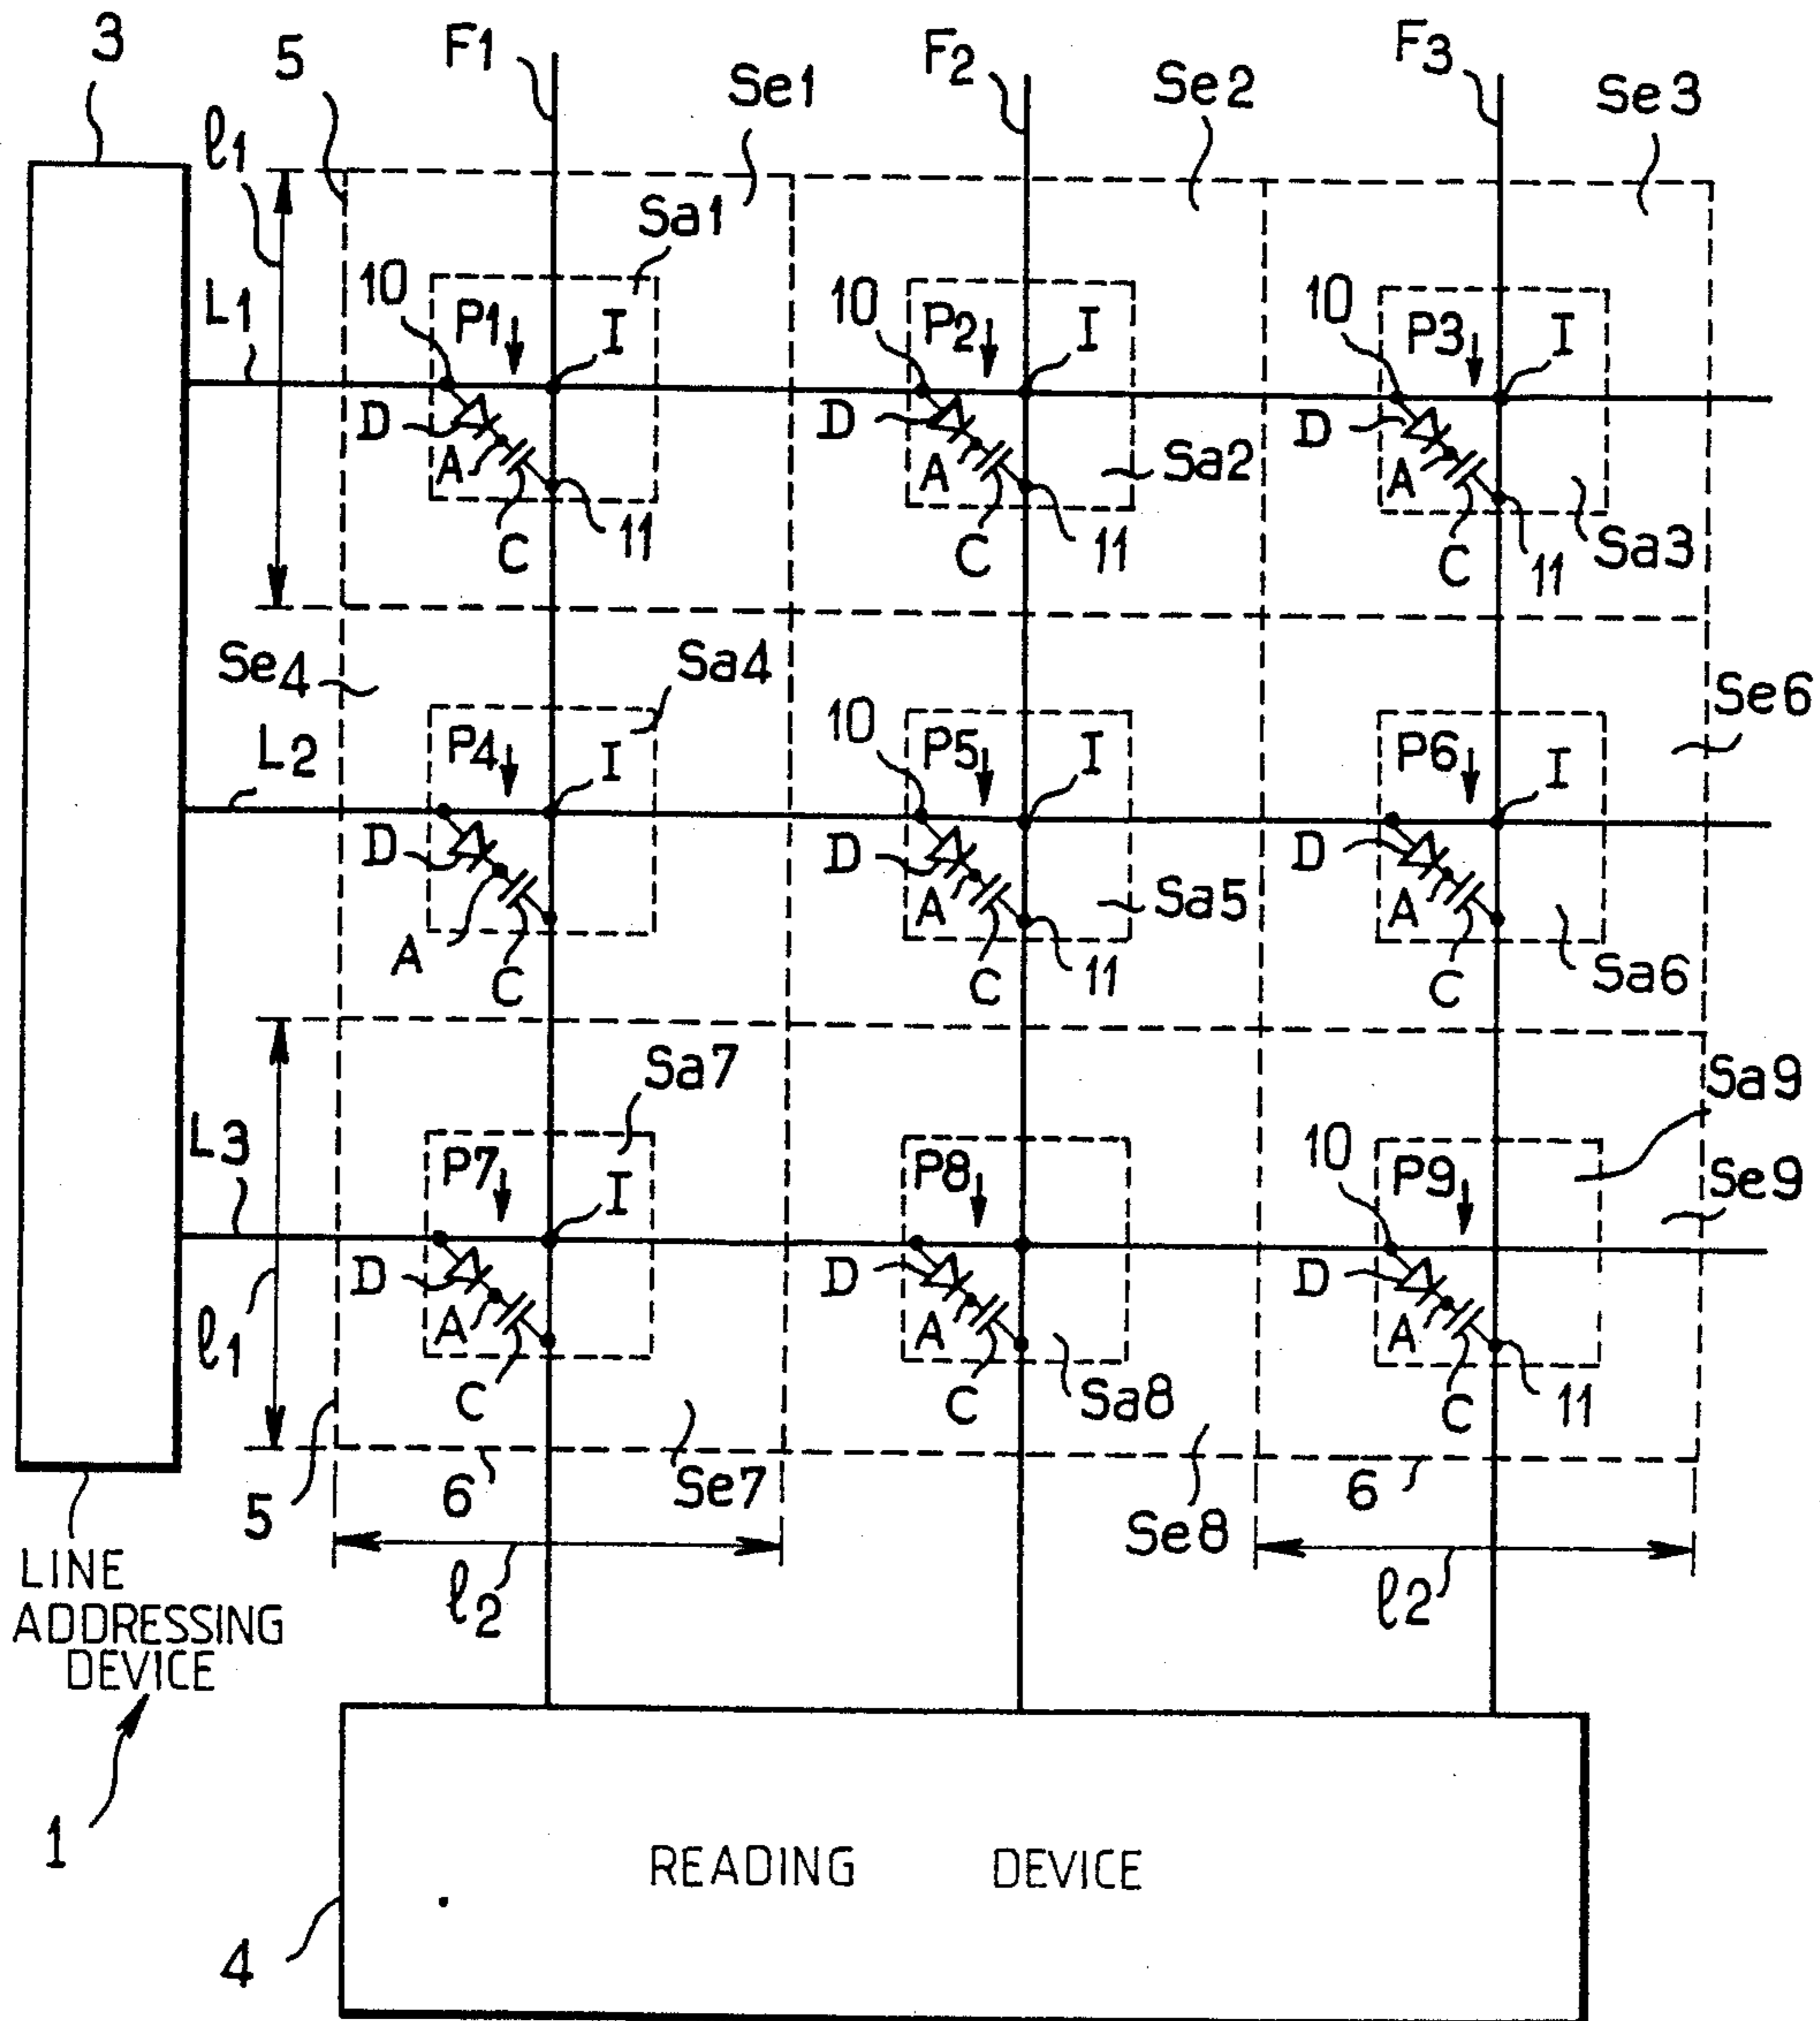 3
5
F1
Se1
F2
Se2
F3
Se3
l1
Sa1
10
P1
I
10
P2
I
10
P3
I
L1
D
A
C
11
D
A
C
11
Sa2
D
A
C
11
Sa3
Se4
Sa4
Se6
L2
P4
I
10
P5
I
P6
I
D
A
C
D
A
C
11
Sa5
D
A
C
Sa6
Sa7
Sa9
L3
P7
I
P8
10
P9
Se9
D
A
C
D
A
C
Sa8
D
A
C
11
l1
5
6
Se7
Se8
6
l2
l2
LINE
ADDRESSING
DEVICE
1
READING DEVICE
4